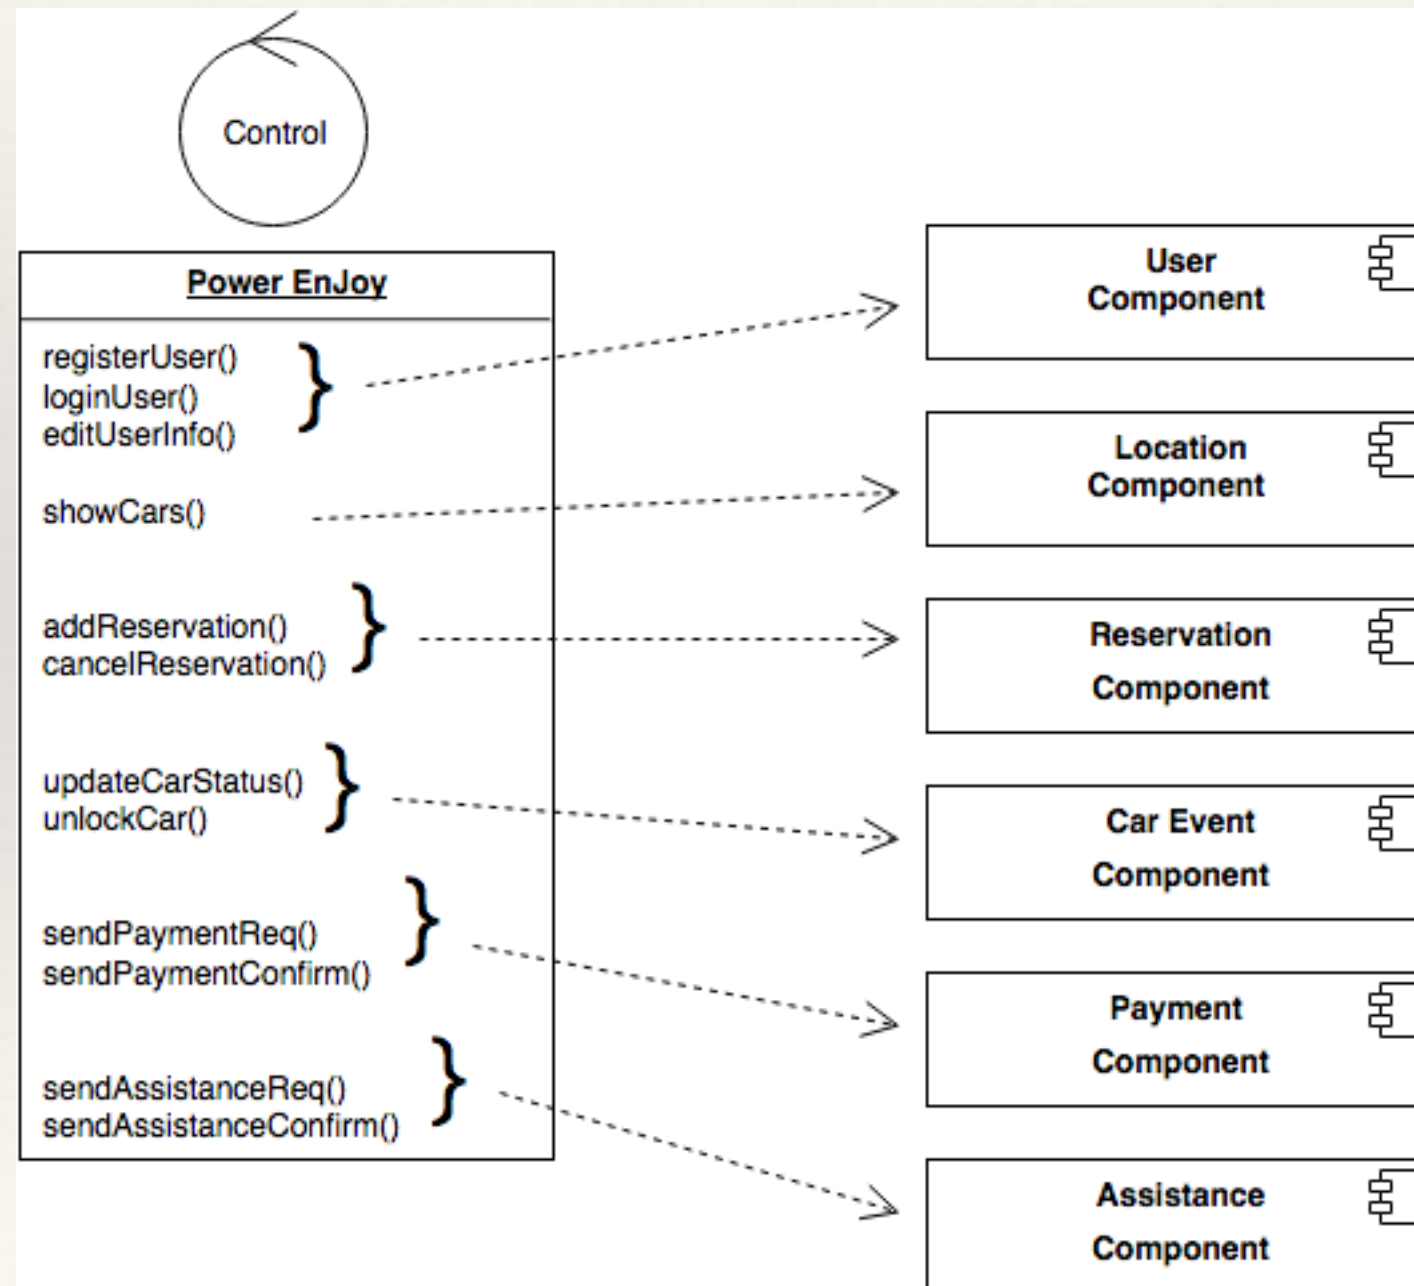 Control
Power EnJoy
registerUser()
loginUser()
editUserInfo()
showCars()
addReservation()
cancelReservation()
updateCarStatus()
unlockCar()
sendPaymentReq()
sendPaymentConfirm()
sendAssistanceReq()
sendAssistanceConfirm()
User
Component
Location
Component
Reservation
Component
Car Event
Component
Payment
Component
Assistance
Component